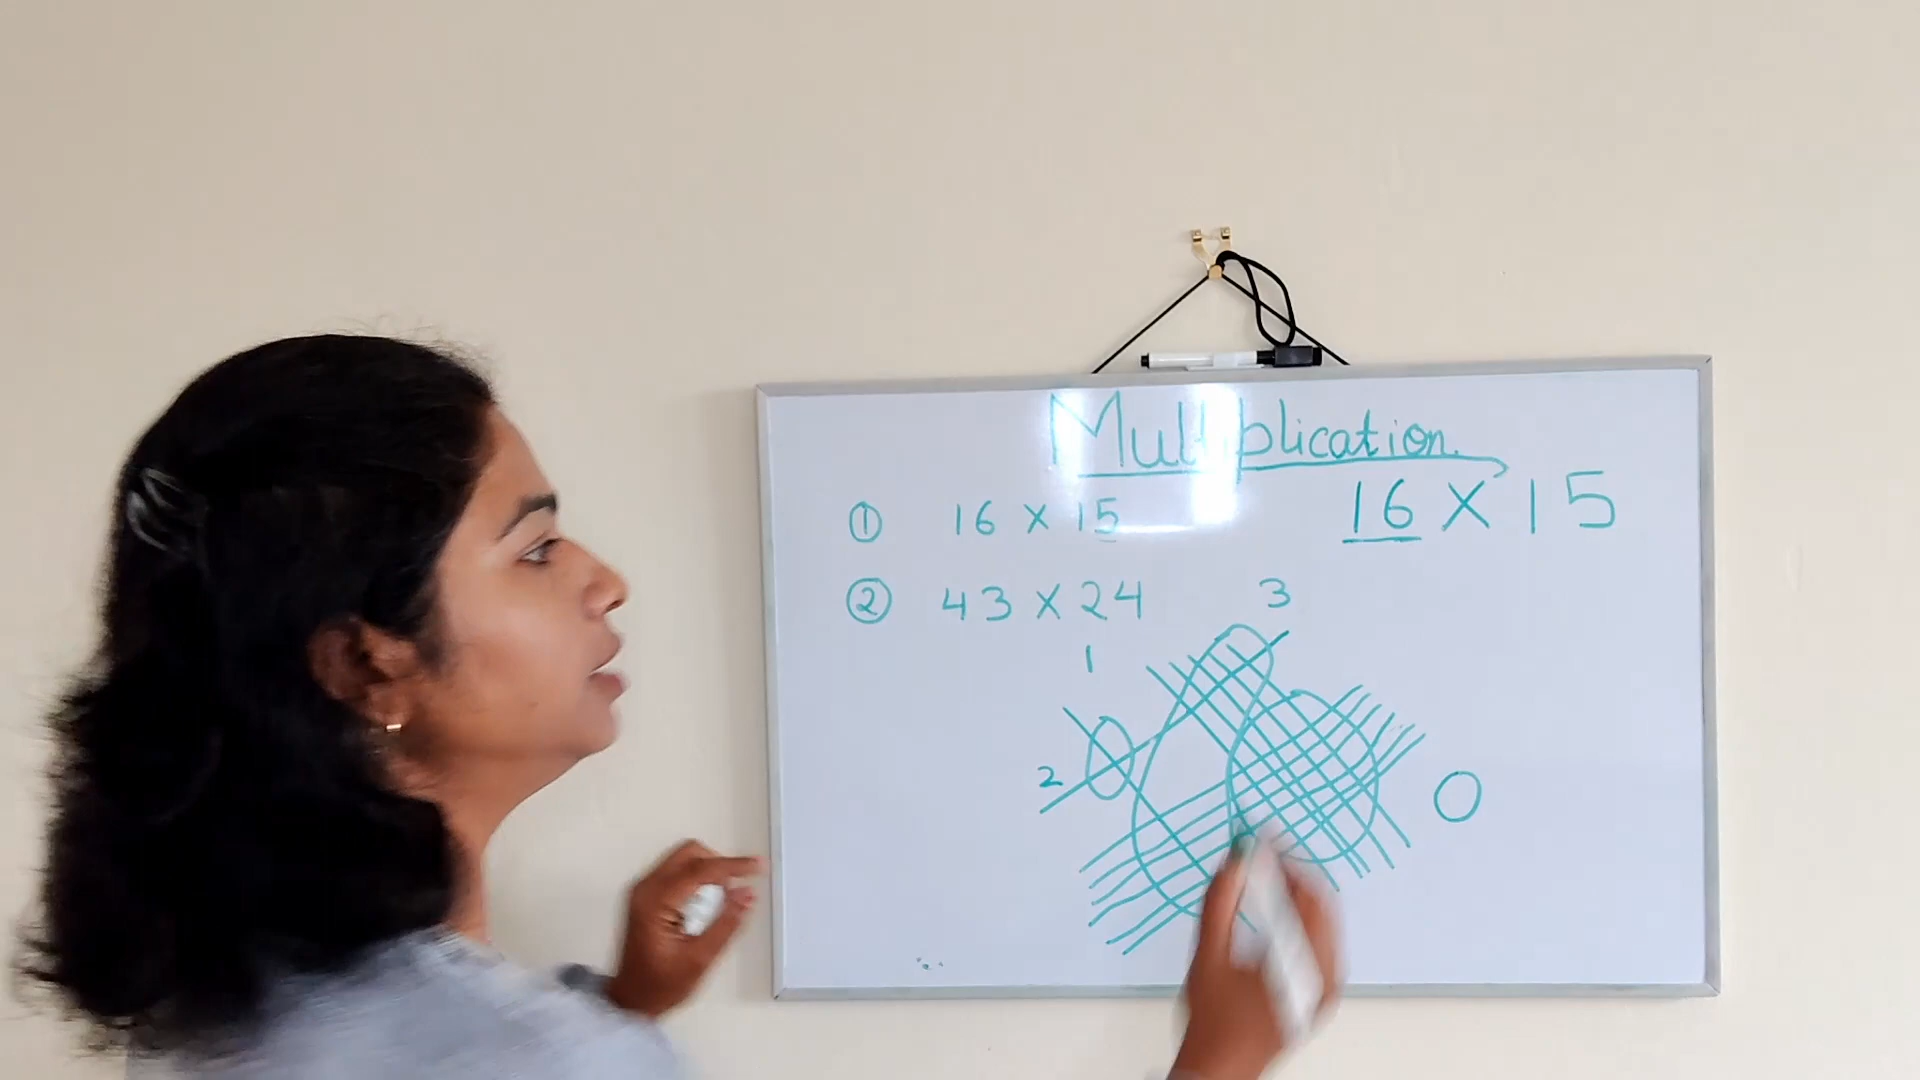 Multiplication.
① 16 X 15
16 X 15
② 43 X 24
3
1
2
0